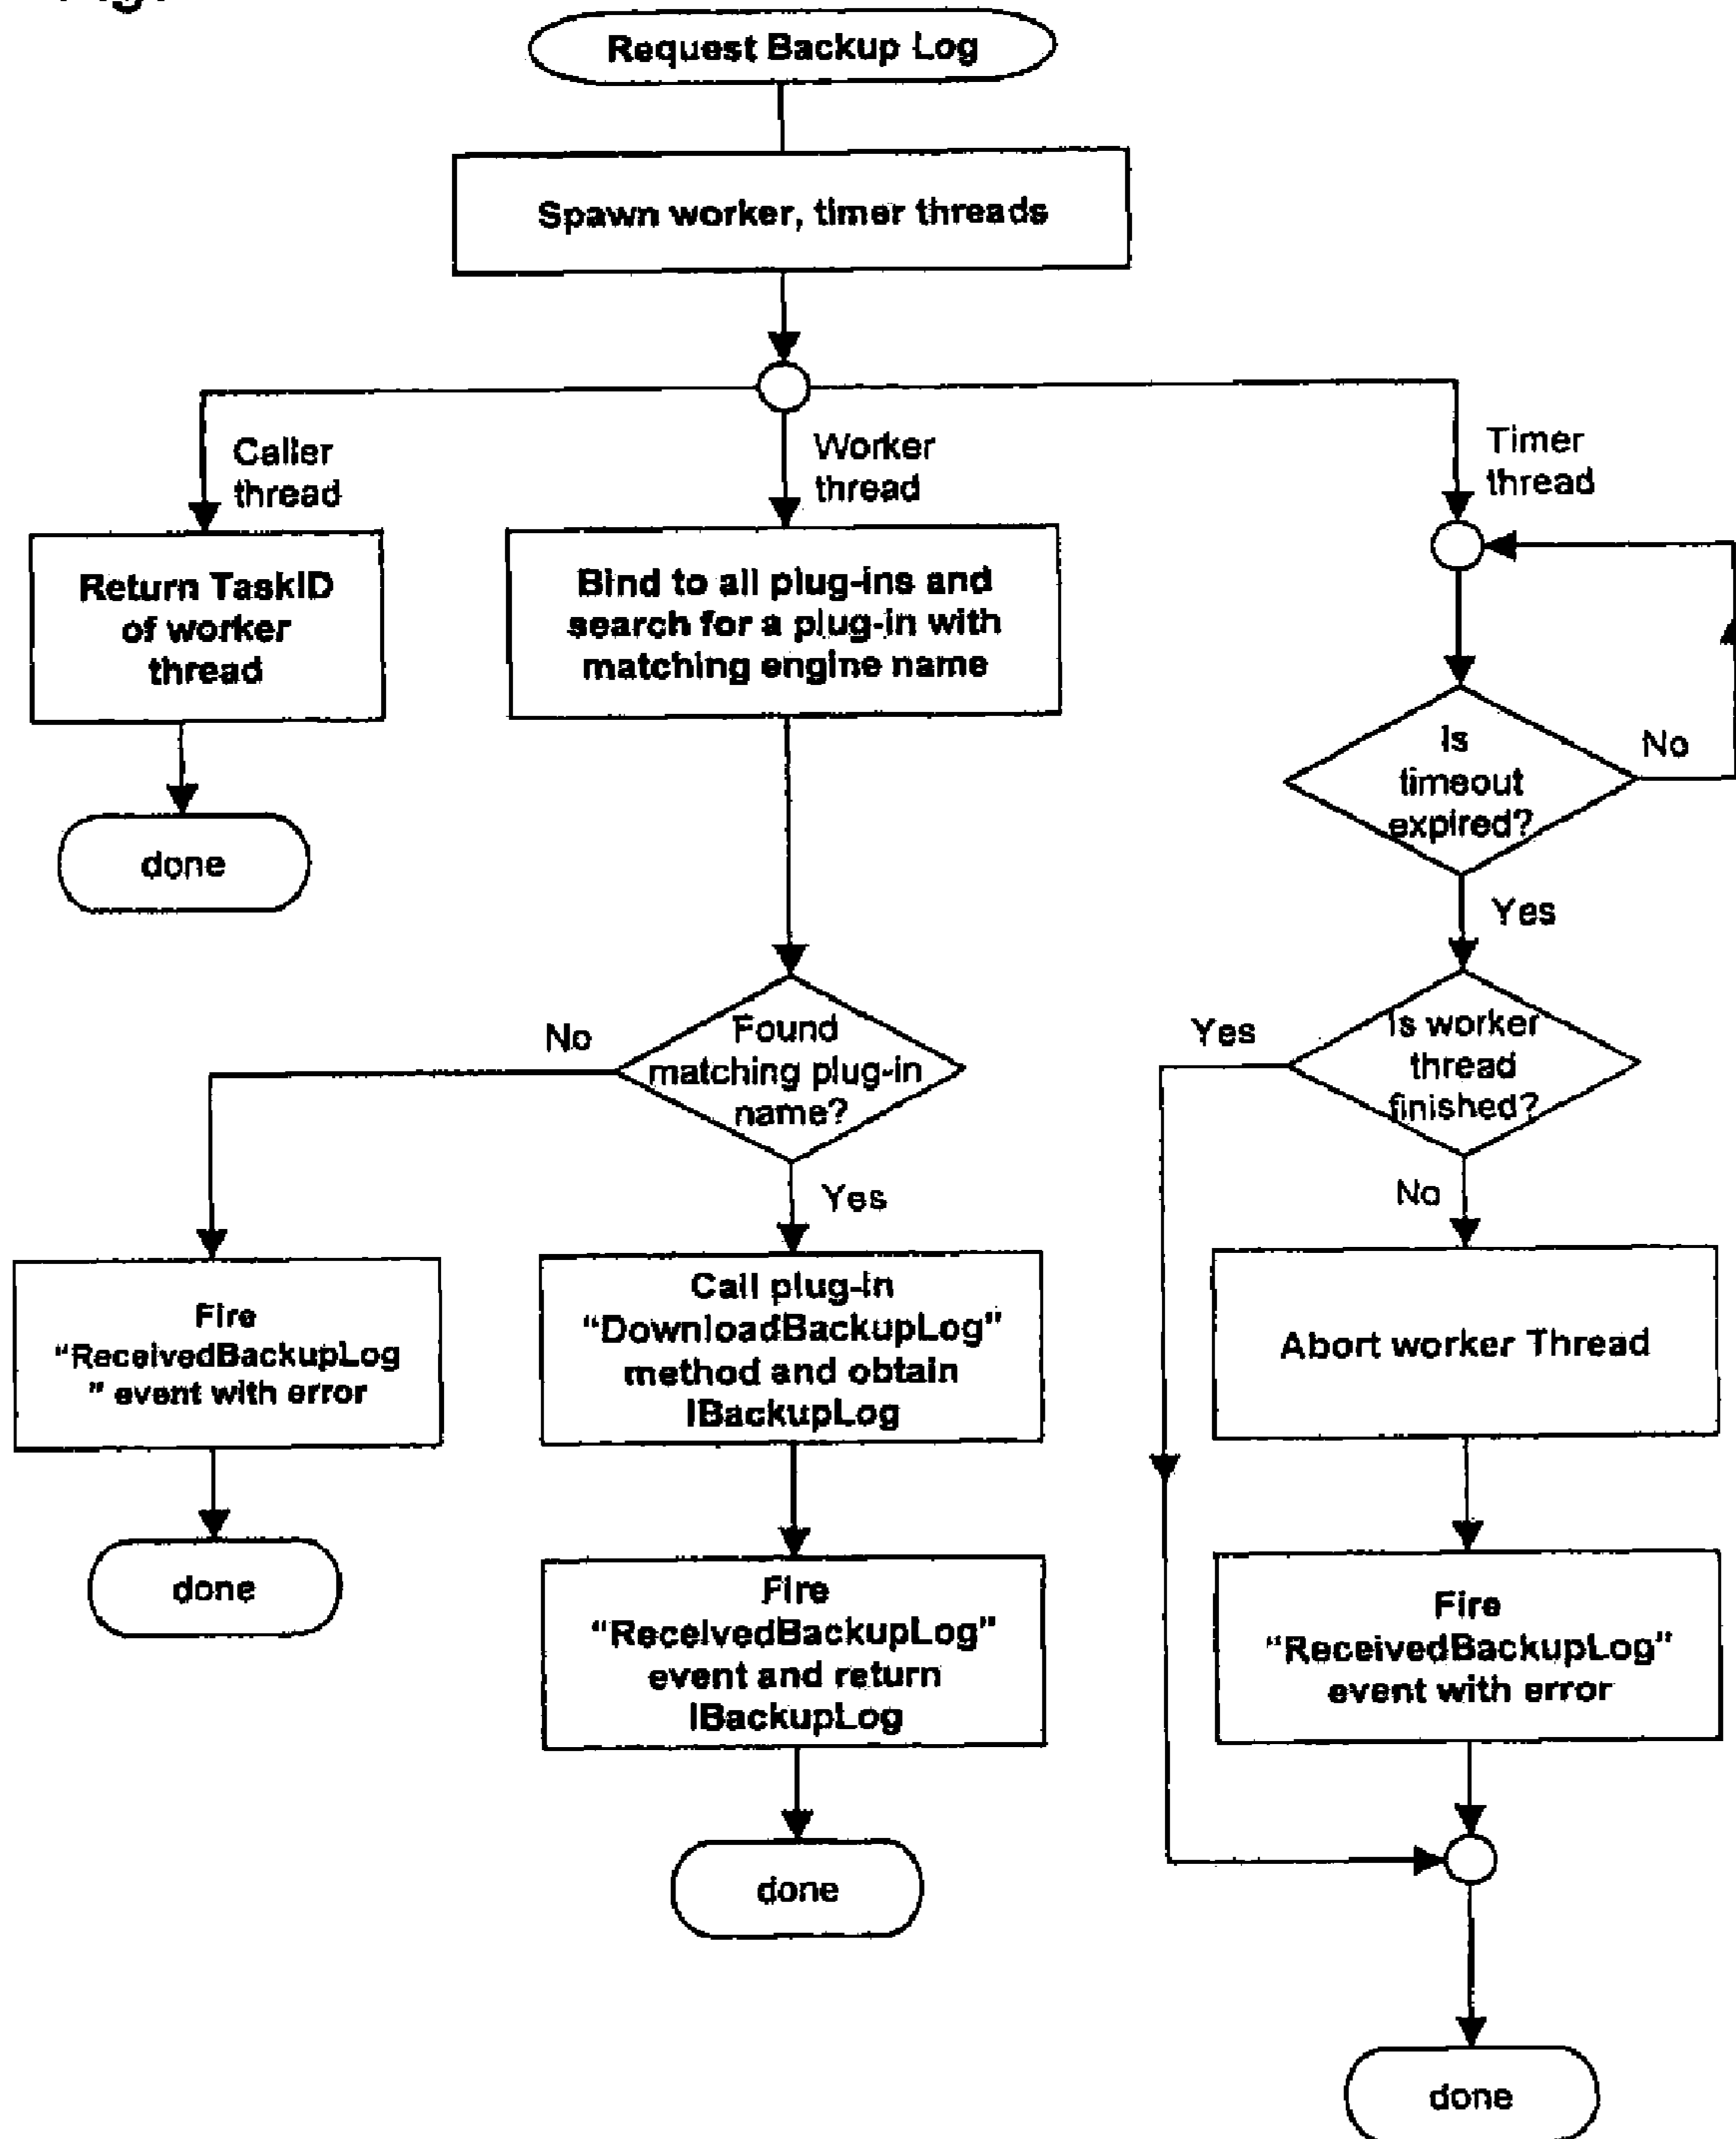 Request Backup Log
Spawn worker, timer threads
Caller
thread
Worker
thread
Timer
thread
Return TaskID
of worker
thread
done
Bind to all plug-ins and
search for a plug-in with
matching engine name
Is
timeout
expired?
No
Yes
Found
matching plug-in
name?
No
Yes
Is worker
thread
finished?
Yes
No
Fire
“ReceivedBackupLog
” event with error
done
Call plug-in
“DownloadBackupLog”
method and obtain
IBackupLog
Fire
“ReceivedBackupLog”
event and return
IBackupLog
done
Abort worker Thread
Fire
“ReceivedBackupLog”
event with error
done